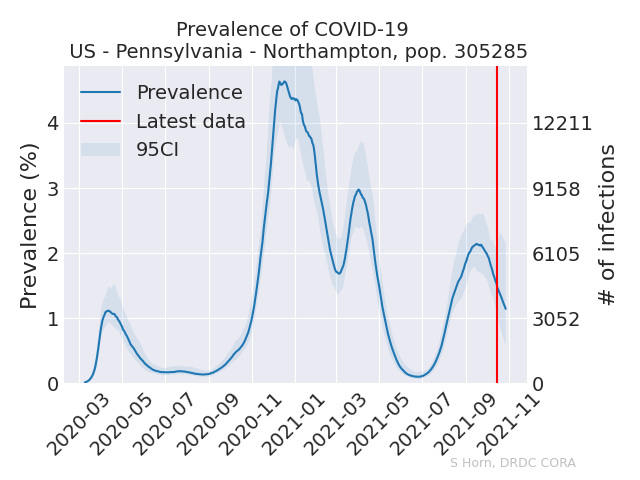 Prevalence of COVID-19
US - Pennsylvania - Northampton, pop. 305285
Prevalence
Latest data
95CI
Prevalence (%)
4
3
2
1
0
12211
9158
6105
3052
0
# of infections
2020-03
2020-05
2020-07
2020-09
2020-11
2021-01
2021-03
2021-05
2021-07
2021-09
2021-11
S Horn, DRDC CORA